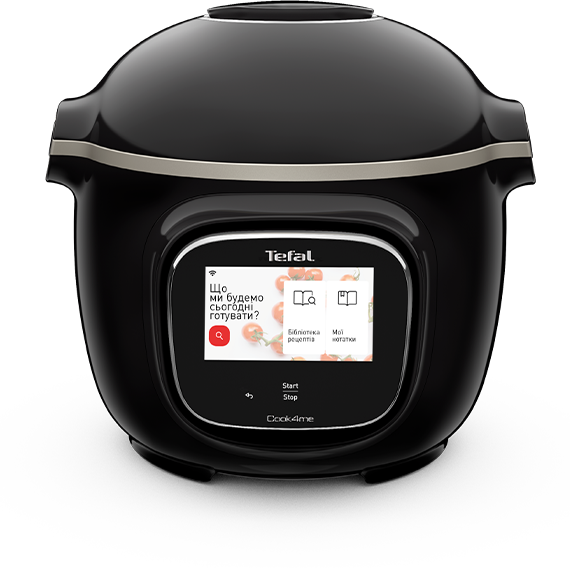 Tefal
Що
ми будемо
сьогодні
готувати?
Бібліотека
рецептів
Мої
нотатки
Start
Stop
Cook4me